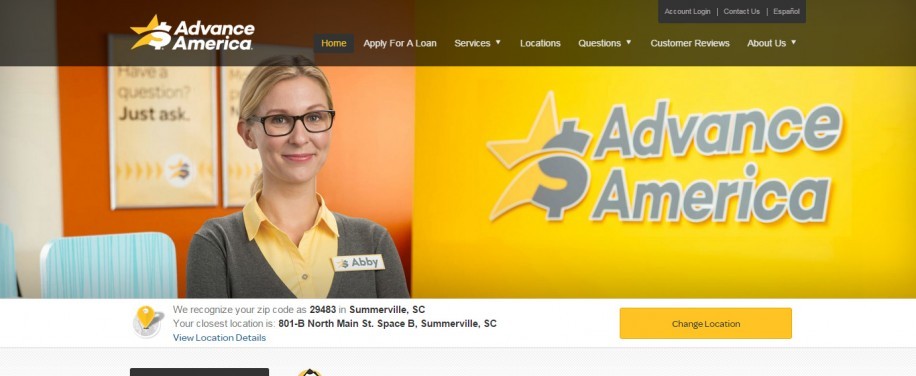 Account Login | Contact Us | Español
Advance
America
Home Apply For A Loan Services Locations Questions Customer Reviews About Us
Have a
question?
Just ask.
Abby
Advance
America
We recognize your zip code as 29483 in Summerville, SC
Your closest location is: 801-B North Main St. Space B, Summerville, SC
View Location Details
Change Location